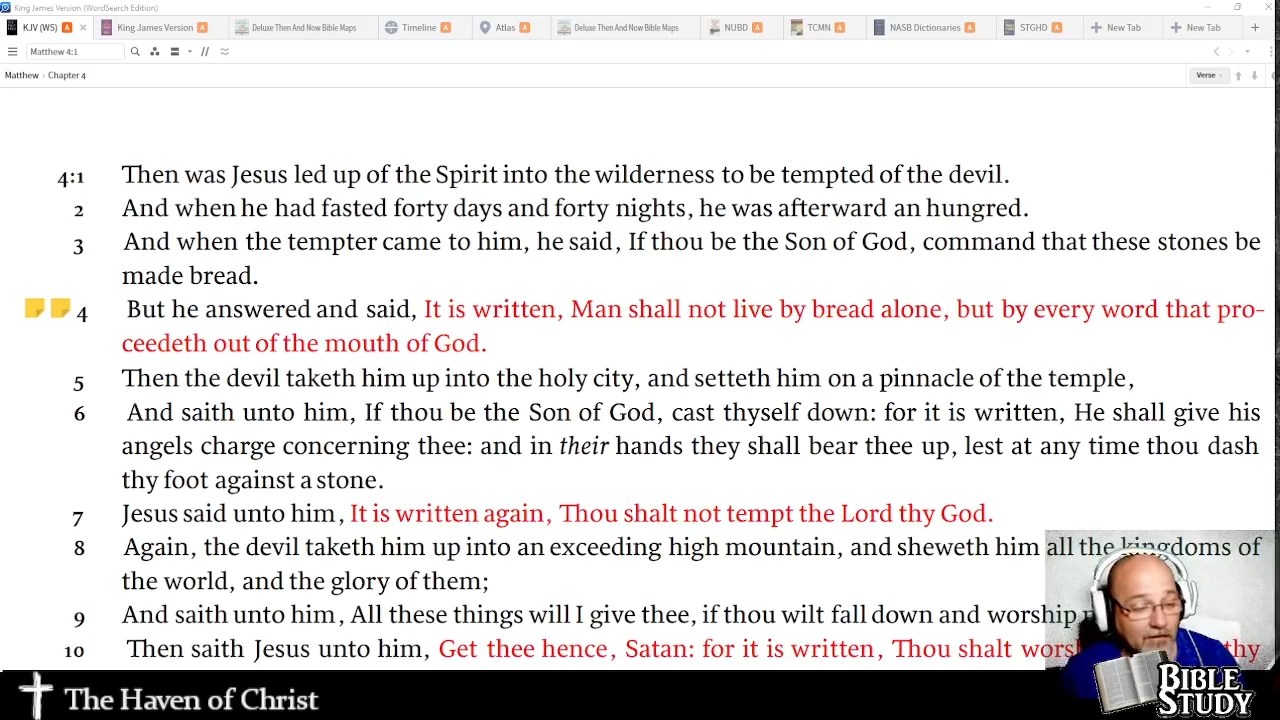 King James Version (WordSearch Edition)
KJV (WS) A King James Version A Deluxe Then And Now Bible Maps Timeline A Atlas A Deluxe Then And Now Bible Maps NUBD A TCMN A NASB Dictionaries A STGHD A New Tab New Tab
Matthew 4:1
Matthew › Chapter 4 Verse
4:1 Then was Jesus led up of the Spirit into the wilderness to be tempted of the devil.
2 And when he had fasted forty days and forty nights, he was afterward an hungred.
3 And when the tempter came to him, he said, If thou be the Son of God, command that these stones be
made bread.
4 But he answered and said, It is written, Man shall not live by bread alone, but by every word that pro-
ceedeth out of the mouth of God.
5 Then the devil taketh him up into the holy city, and setteth him on a pinnacle of the temple,
6 And saith unto him, If thou be the Son of God, cast thyself down: for it is written, He shall give his
angels charge concerning thee: and in their hands they shall bear thee up, lest at any time thou dash
thy foot against a stone.
7 Jesus said unto him, It is written again, Thou shalt not tempt the Lord thy God.
8 Again, the devil taketh him up into an exceeding high mountain, and sheweth him all the kingdoms of
the world, and the glory of them;
9 And saith unto him, All these things will I give thee, if thou wilt fall down and worship
10 Then saith Jesus unto him, Get thee hence, Satan: for it is written, Thou shalt thy
The Haven of Christ
BIBLE
STUDY